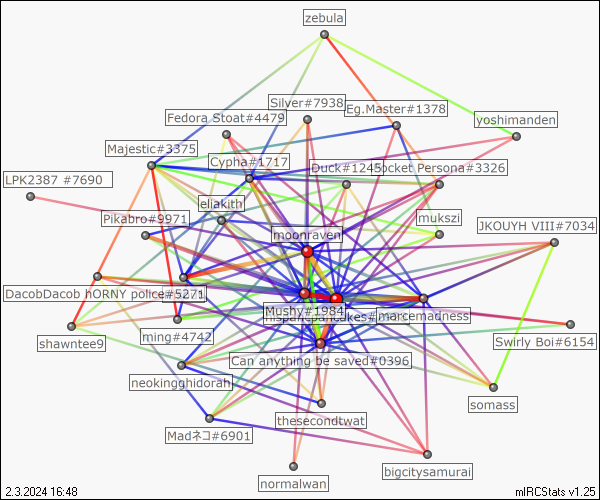 zebula
Silver#7938
Eg.Master#1378
Fedora Stoat#4479
yoshimanden
Majestic#3375
Cypha#1717
Duck#1245
ocket Persona#3326
LPK2387 #7690
eliakith
Pikabro#9971
mukszi
JKOUYH VIII#7034
moonraven
DacobDacob
hORNY police#5271
Mushy#1984
marcemadness
ming#4742
shawntee9
Swirly Boi#6154
Can anything be saved#0396
neokingghidorah
somass
thesecondtwat
Madネコ#6901
bigcitysamurai
normalwan
2.3.2024 16:48
mIRCStats v1.25